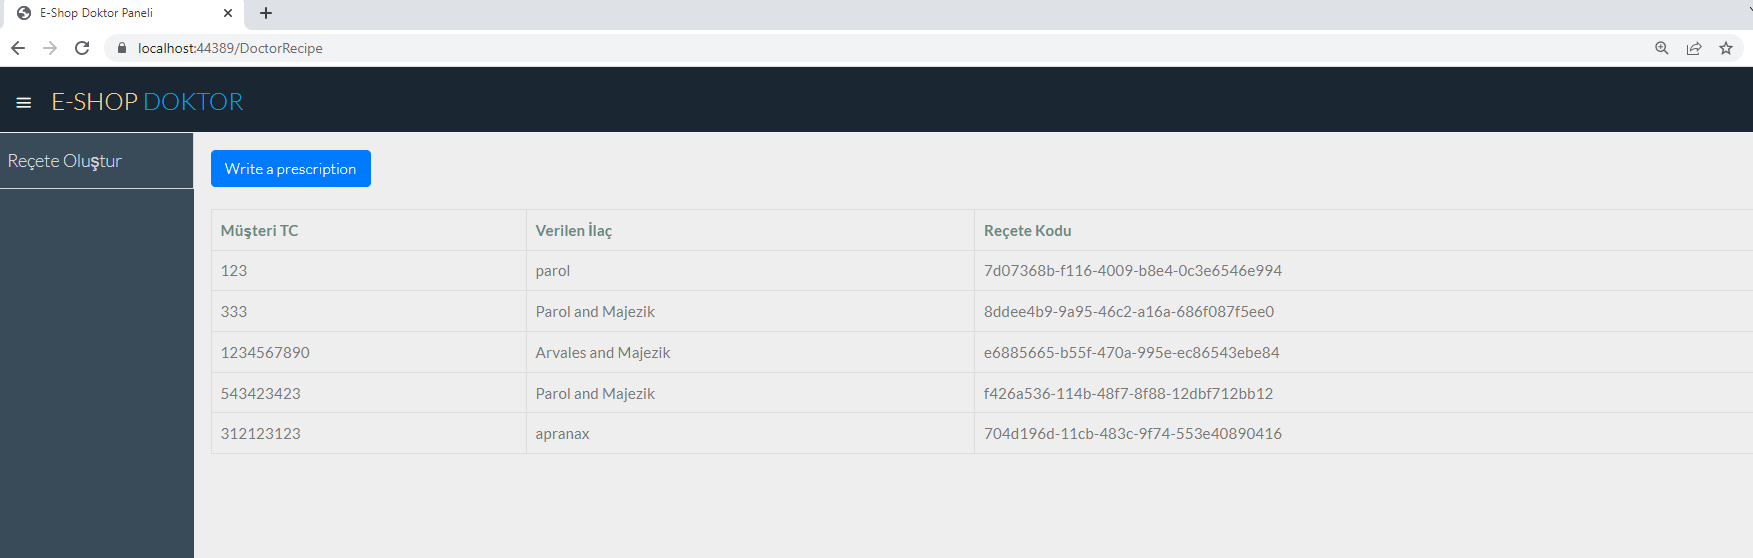 E-Shop Doktor Paneli
localhost:44389/DoctorRecipe
E-SHOP DOKTOR
Reçete Oluştur
Write a prescription
Müşteri TC Verilen İlaç Reçete Kodu
123 parol 7d07368b-f116-4009-b8e4-0c3e6546e994
333 Parol and Majezik 8ddee4b9-9a95-46c2-a16a-686f087f5ee0
1234567890 Arvales and Majezik e6885665-b55f-470a-995e-ec86543ebe84
543423423 Parol and Majezik f426a536-114b-48f7-8f88-12dbf712bb12
312123123 apranax 704d196d-11cb-483c-9f74-553e40890416